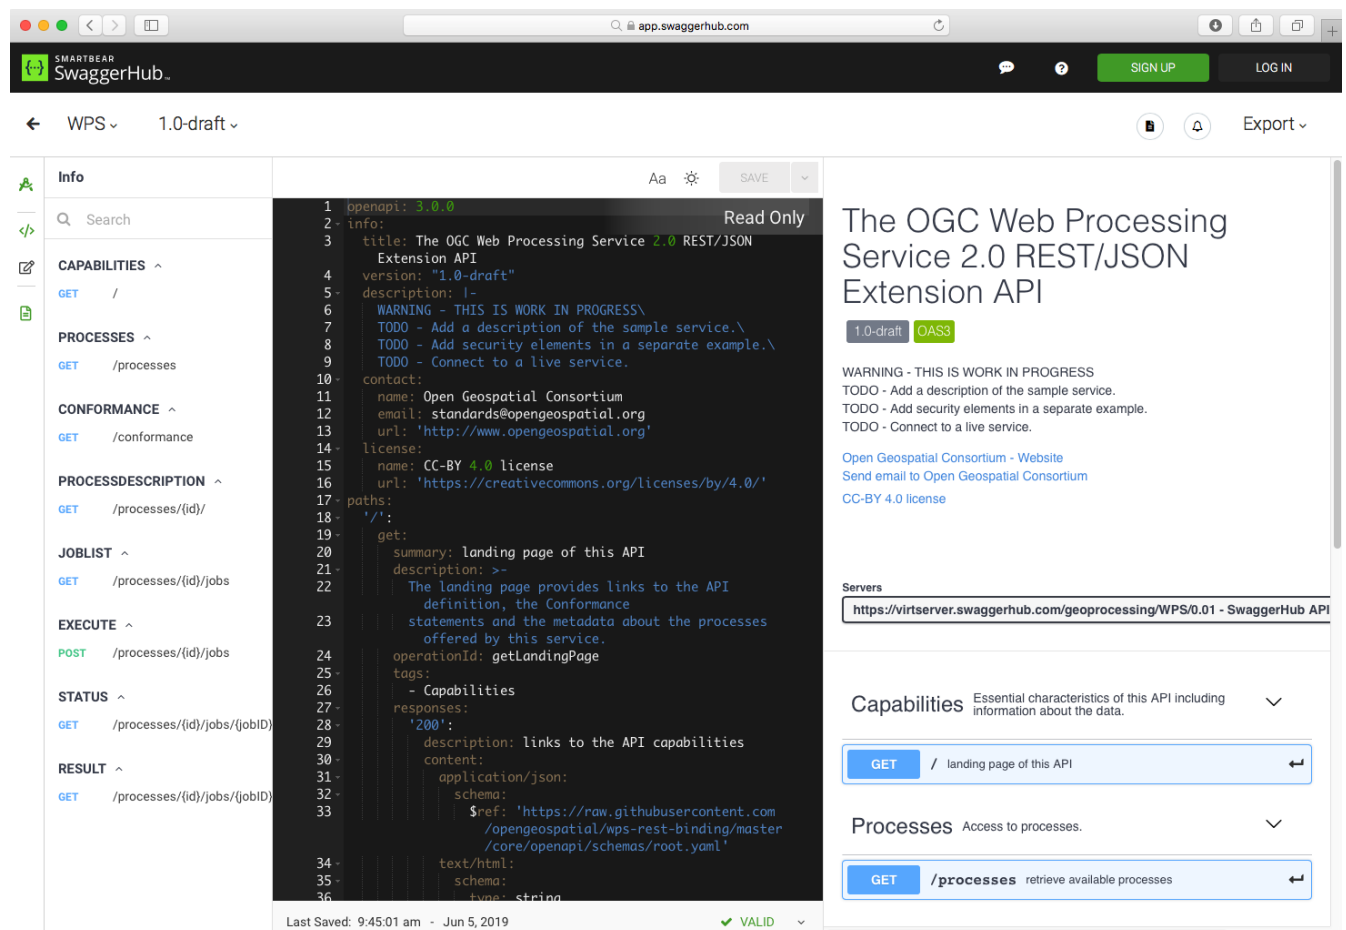 app.swaggerhub.com
SMARTBEAR
SwaggerHub™
SIGN UP
LOG IN
WPS
1.0-draft
Export
Info
Search
CAPABILITIES
GET /
PROCESSES
GET /processes
CONFORMANCE
GET /conformance
PROCESSDESCRIPTION
GET /processes/{id}/
JOBLIST
GET /processes/{id}/jobs
EXECUTE
POST /processes/{id}/jobs
STATUS
GET /processes/{id}/jobs/{jobID}
RESULT
GET /processes/{id}/jobs/{jobID}
Aa
SAVE
Read Only
1 openapi: 3.0.0
2 info:
3 title: The OGC Web Processing Service 2.0 REST/JSON
Extension API
4 version: "1.0-draft"
5 description: |-
6 WARNING - THIS IS WORK IN PROGRESS\
7 TODO - Add a description of the sample service.\
8 TODO - Add security elements in a separate example.\
9 TODO - Connect to a live service.
10 contact:
11 name: Open Geospatial Consortium
12 email: standards@opengeospatial.org
13 url: 'http://www.opengeospatial.org'
14 license:
15 name: CC-BY 4.0 license
16 url: 'https://creativecommons.org/licenses/by/4.0/'
17 paths:
18 '/':
19 get:
20 summary: landing page of this API
21 description: >-
22 The landing page provides links to the API
definition, the Conformance
23 statements and the metadata about the processes
offered by this service.
24 operationId: getLandingPage
25 tags:
26 - Capabilities
27 responses:
28 '200':
29 description: links to the API capabilities
30 content:
31 application/json:
32 schema:
33 $ref: 'https://raw.githubusercontent.com
/opengeospatial/wps-rest-binding/master
/core/openapi/schemas/root.yaml'
34 text/html:
35 schema:
36 type: string
Last Saved: 9:45:01 am - Jun 5, 2019
VALID
The OGC Web Processing
Service 2.0 REST/JSON
Extension API
1.0-draft OAS3
WARNING - THIS IS WORK IN PROGRESS
TODO - Add a description of the sample service.
TODO - Add security elements in a separate example.
TODO - Connect to a live service.
Open Geospatial Consortium - Website
Send email to Open Geospatial Consortium
CC-BY 4.0 license
Servers
https://virtserver.swaggerhub.com/geoprocessing/WPS/0.01 - SwaggerHub API
Capabilities Essential characteristics of this API including
information about the data.
GET / landing page of this API
Processes Access to processes.
GET /processes retrieve available processes